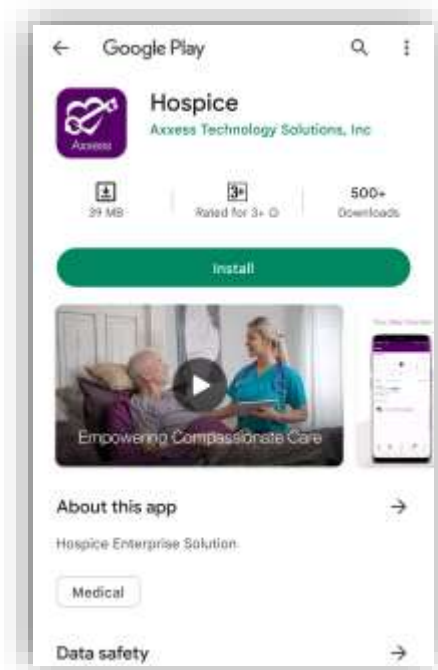 Google Play
Axxess
Hospice
Axxess Technology Solutions, Inc
39 MB
3+
Rated for 3+
500+
Downloads
Install
Empowering Compassionate Care
About this app
Hospice Enterprise Solution
Medical
Data safety